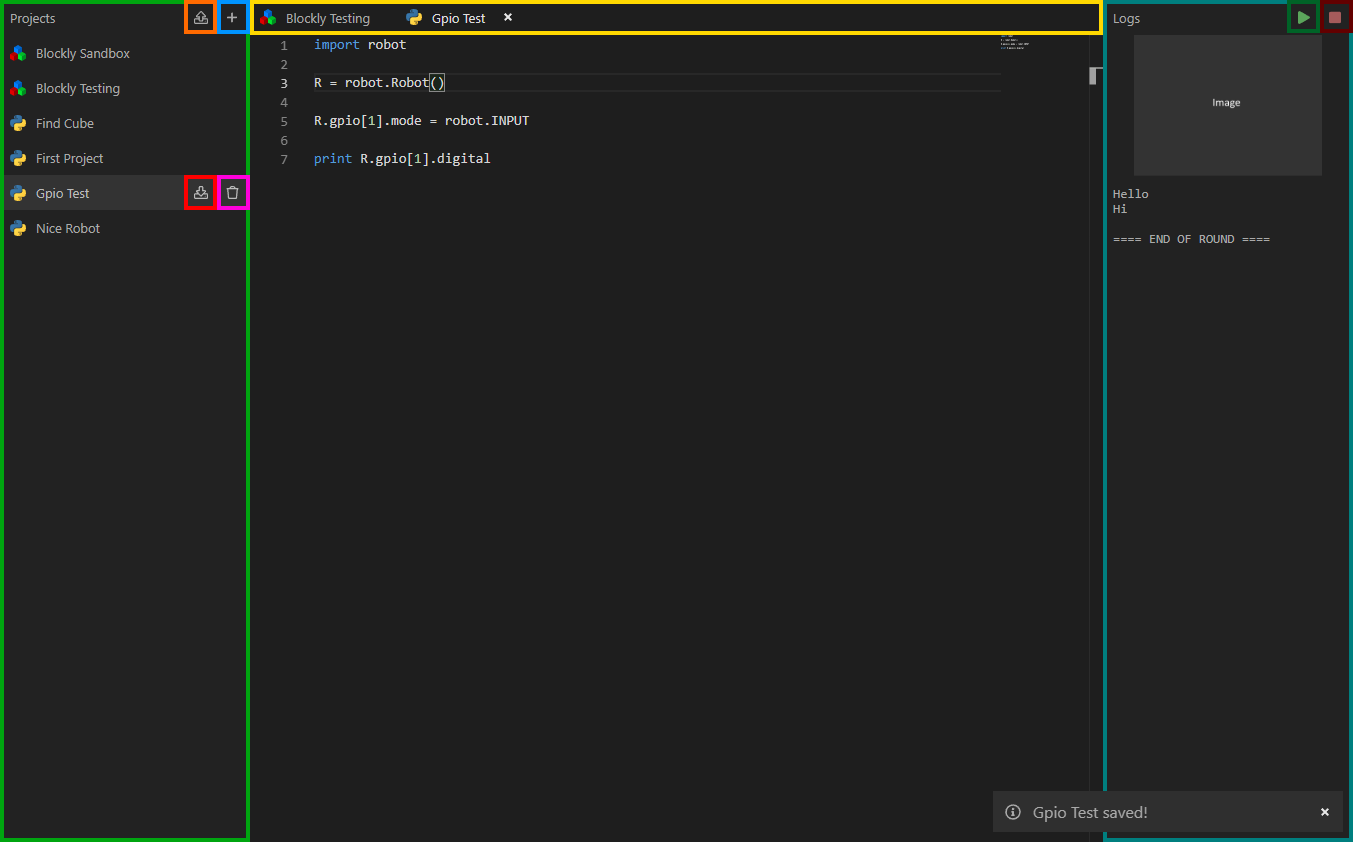 Projects
Blockly Sandbox
Blockly Testing
Find Cube
First Project
Gpio Test
Nice Robot
Blockly Testing
Gpio Test
1 import robot
2
3 R = robot.Robot()
4
5 R.gpio[1].mode = robot.INPUT
6
7 print R.gpio[1].digital
Logs
Image
Hello
Hi
==== END OF ROUND ====
Gpio Test saved!